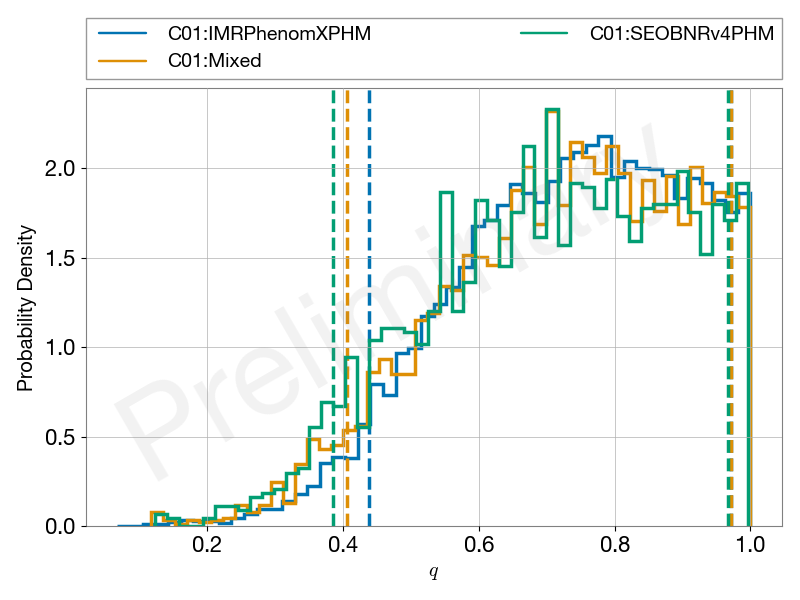 C01:IMRPhenomXPHM
C01:Mixed
C01:SEOBNRv4PHM
Preliminary
Probability Density
2.0
1.5
1.0
0.5
0.0
0.2
0.4
0.6
0.8
1.0
q